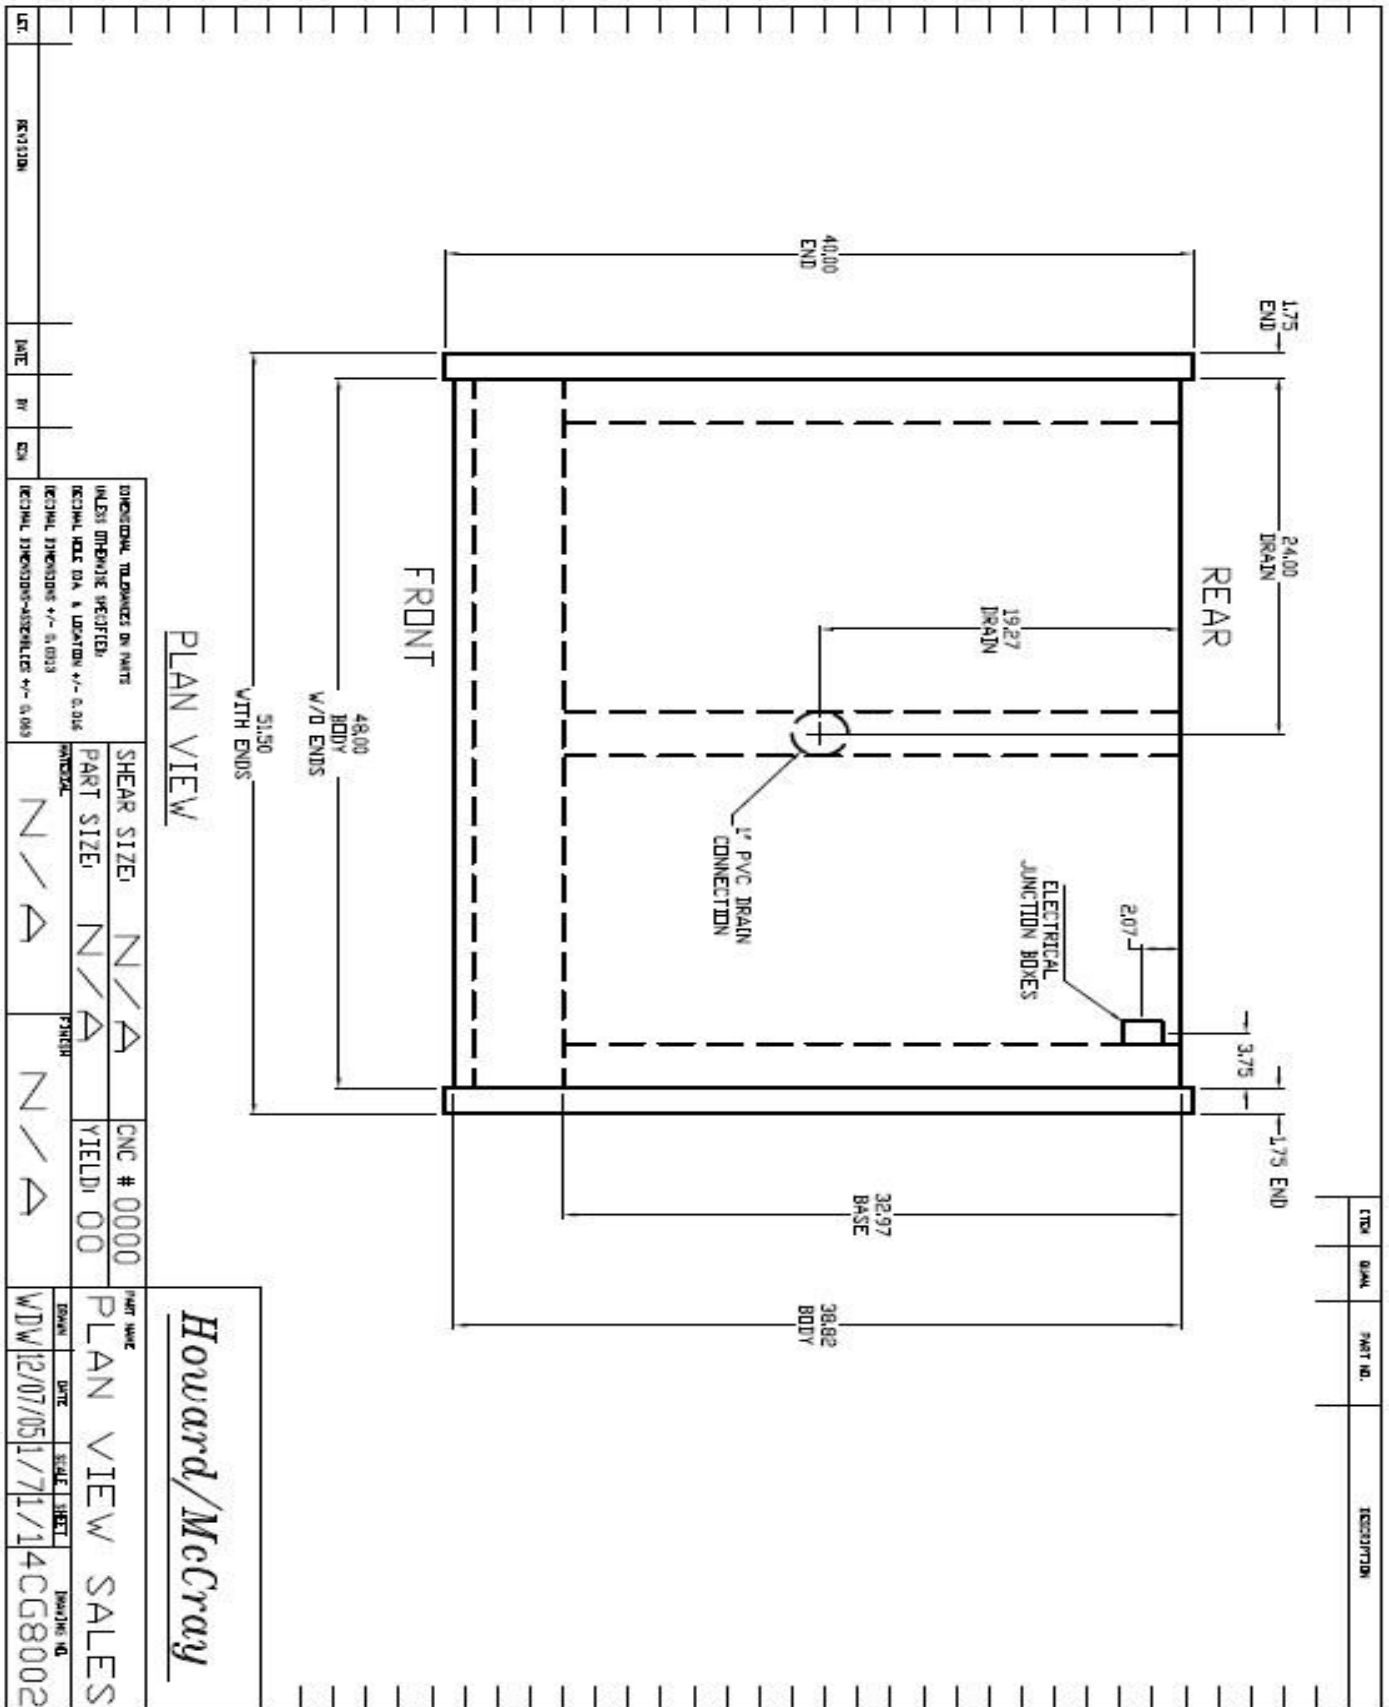 ITEM
QUAN.
PART NO.
DESCRIPTION
1.75
END
24.00
DRAIN
3.75
1.75 END
REAR
2.07
ELECTRICAL
JUNCTION BOXES
19.27
DRAIN
40.00
END
1" PVC DRAIN
CONNECTION
32.97
BASE
38.82
BODY
FRONT
48.00
BODY
W/O ENDS
51.50
WITH ENDS
PLAN VIEW
Howard/McCray
DIMENSIONAL TOLERANCES ON PARTS
UNLESS OTHERWISE SPECIFIED:
DECIMAL HOLE DIA. & LOCATION +/- 0.016
DECIMAL DIMENSIONS +/- 0.0313
DECIMAL DIMENSIONS-ASSEMBLIES +/- 0.063
SHEAR SIZE: N/A
CNC # 0000
PART SIZE: N/A
YIELD: 00
MATERIAL
N/A
FINISH
N/A
PART NAME
PLAN VIEW SALES
DRAWN
DATE
SCALE
SHEET
DRAWING NO.
WDW
12/07/05
1/7
1/1
4CG8002
LET.
REVISION
DATE
BY
ECN